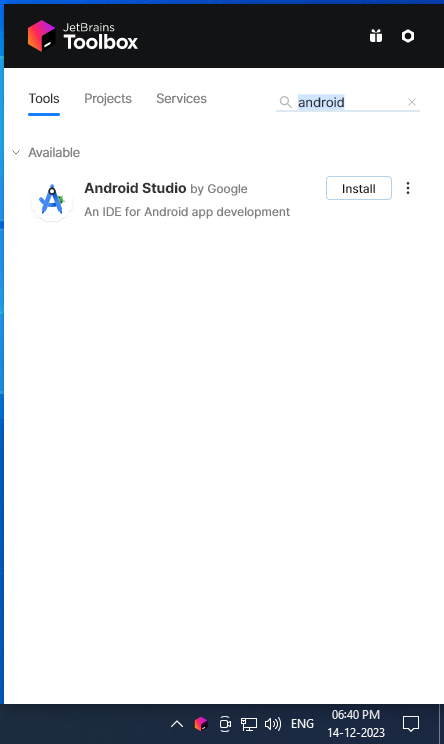 JetBrains
Toolbox
Tools Projects Services android
Available
Android Studio by Google Install
An IDE for Android app development
06:40 PM
ENG
14-12-2023